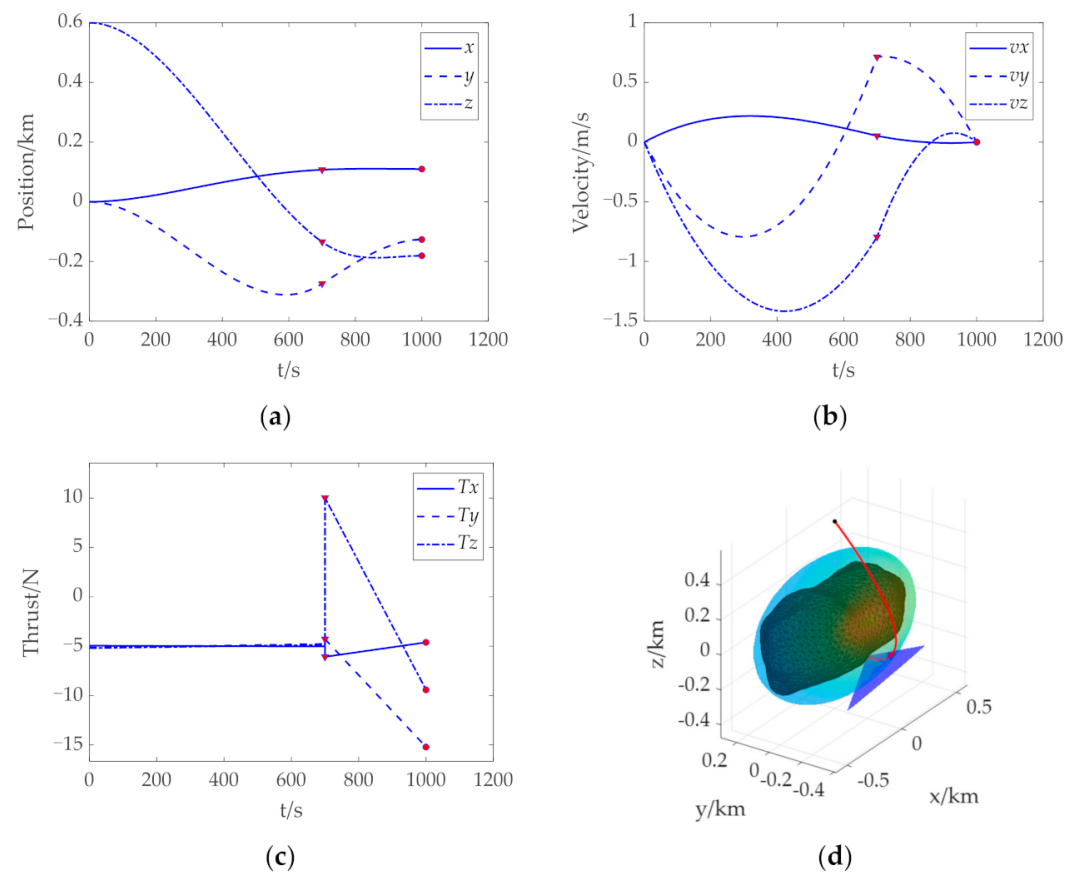 0.6
0.4
0.2
0
−0.2
−0.4
Position/km
x
y
z
0 200 400 600 800 1000 1200
t/s
(a)
1
0.5
0
−0.5
−1
−1.5
Velocity/m/s
vx
vy
vz
0 200 400 600 800 1000 1200
t/s
(b)
10
5
0
−5
−10
−15
Thrust/N
Tx
Ty
Tz
0 200 400 600 800 1000 1200
t/s
(c)
0.4
0.2
0
-0.2
-0.4
z/km
0.2 0 -0.2 -0.4
y/km
-0.5 0 0.5
x/km
(d)